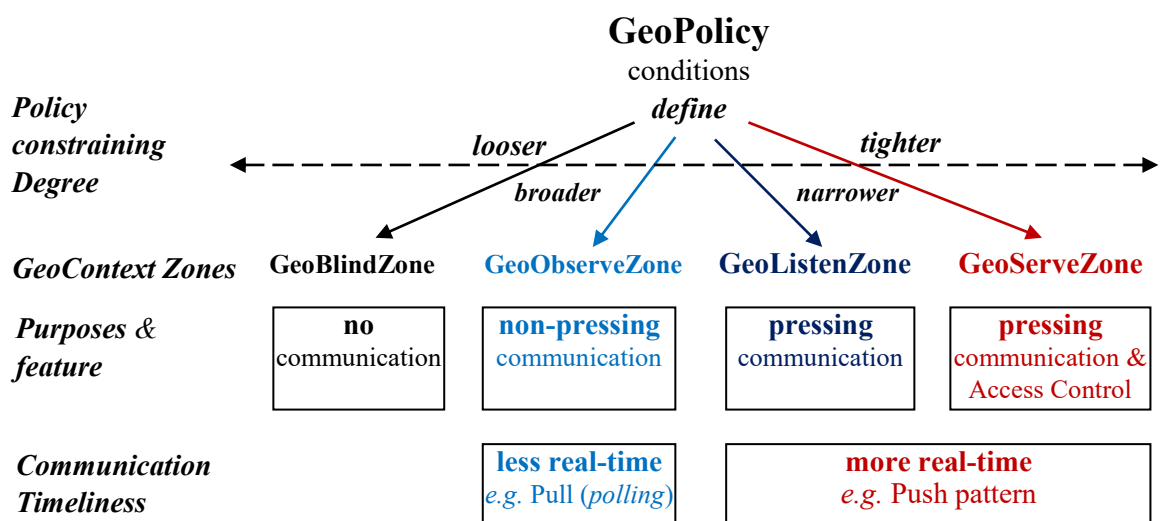 GeoPolicy
conditions
define
Policy
constraining
Degree
looser
tighter
broader
narrower
GeoContext Zones
GeoBlindZone
GeoObserveZone
GeoListenZone
GeoServeZone
Purposes &
feature
no
communication
non-pressing
communication
pressing
communication
pressing
communication &
Access Control
Communication
Timeliness
less real-time
e.g. Pull (polling)
more real-time
e.g. Push pattern